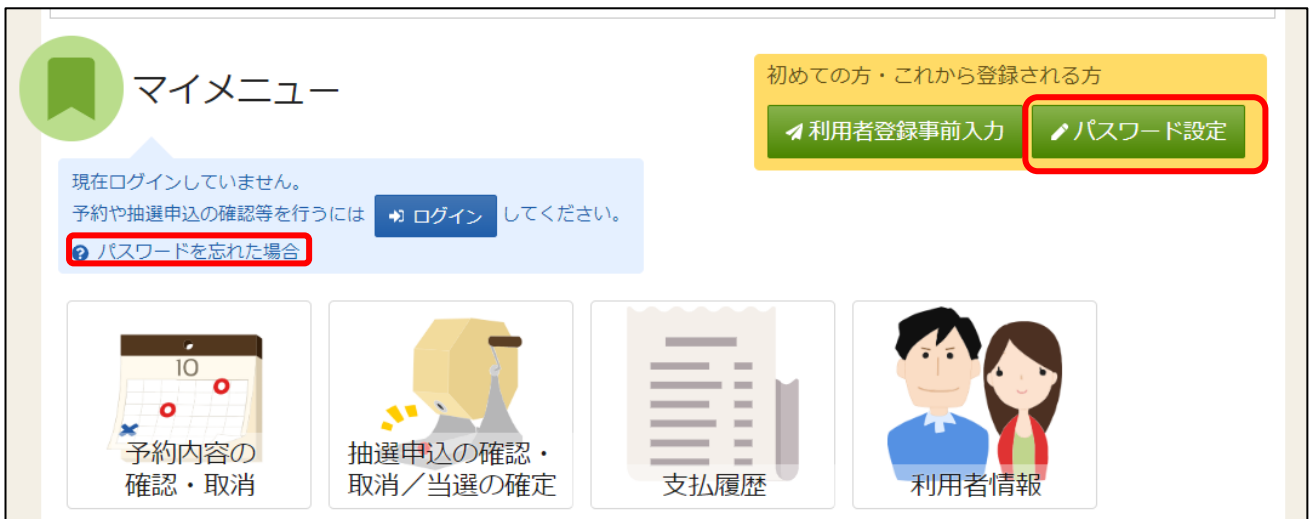 マイメニュー
初めての方・これから登録される方
利用者登録事前入力
パスワード設定
現在ログインしていません。
予約や抽選申込の確認等を行うには ログイン してください。
パスワードを忘れた場合
10
予約内容の
確認・取消
抽選申込の確認・
取消／当選の確定
支払履歴
利用者情報